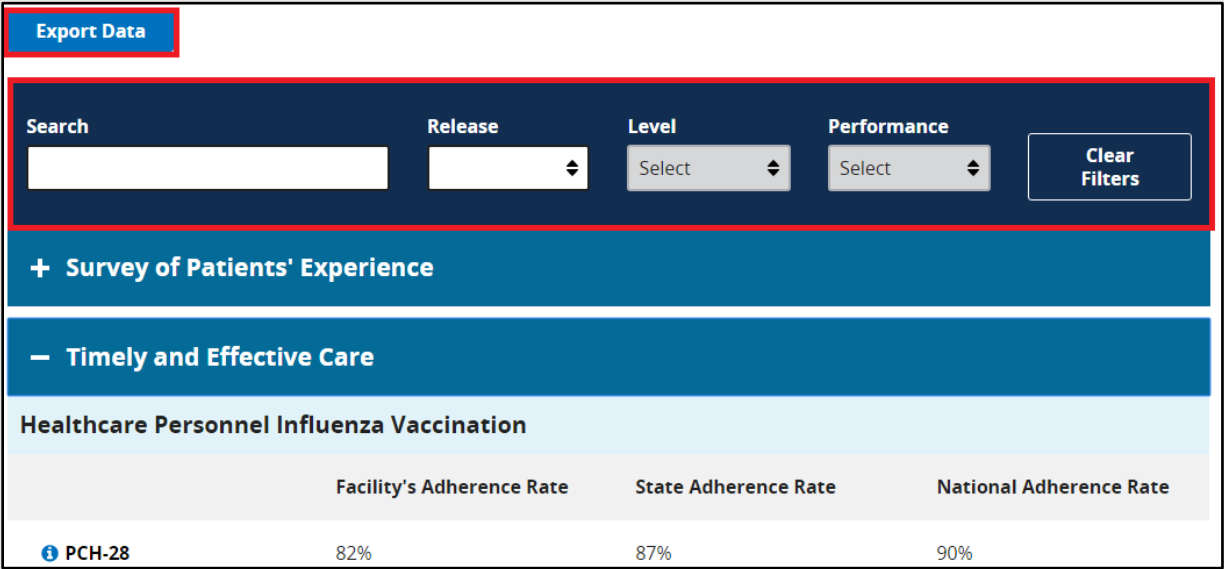 Export Data
Search Release Level Performance
Select Select Clear Filters
+ Survey of Patients' Experience
− Timely and Effective Care
Healthcare Personnel Influenza Vaccination
Facility's Adherence Rate State Adherence Rate National Adherence Rate
PCH-28 82% 87% 90%